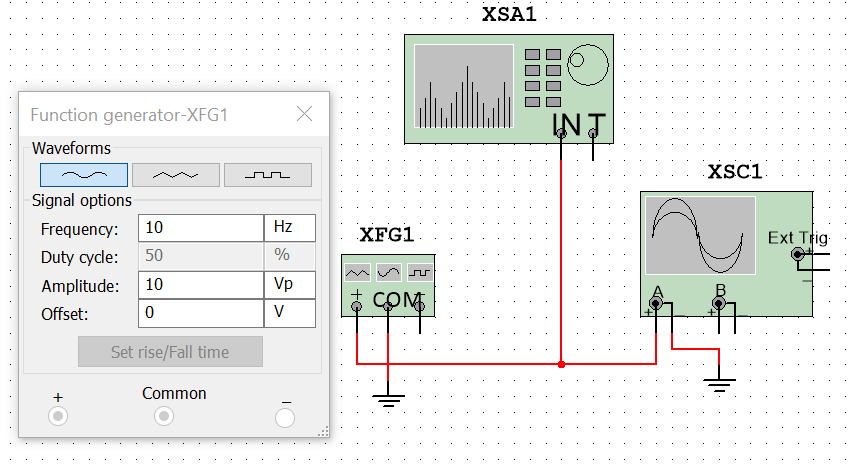 XSA1
IN T
Function generator-XFG1
Waveforms
Signal options
Frequency: 10 Hz
Duty cycle: 50 %
Amplitude: 10 Vp
Offset: 0 V
Set rise/Fall time
+ Common −
XFG1
+ COM −
XSC1
Ext Trig
+
−
A B
+ − + −